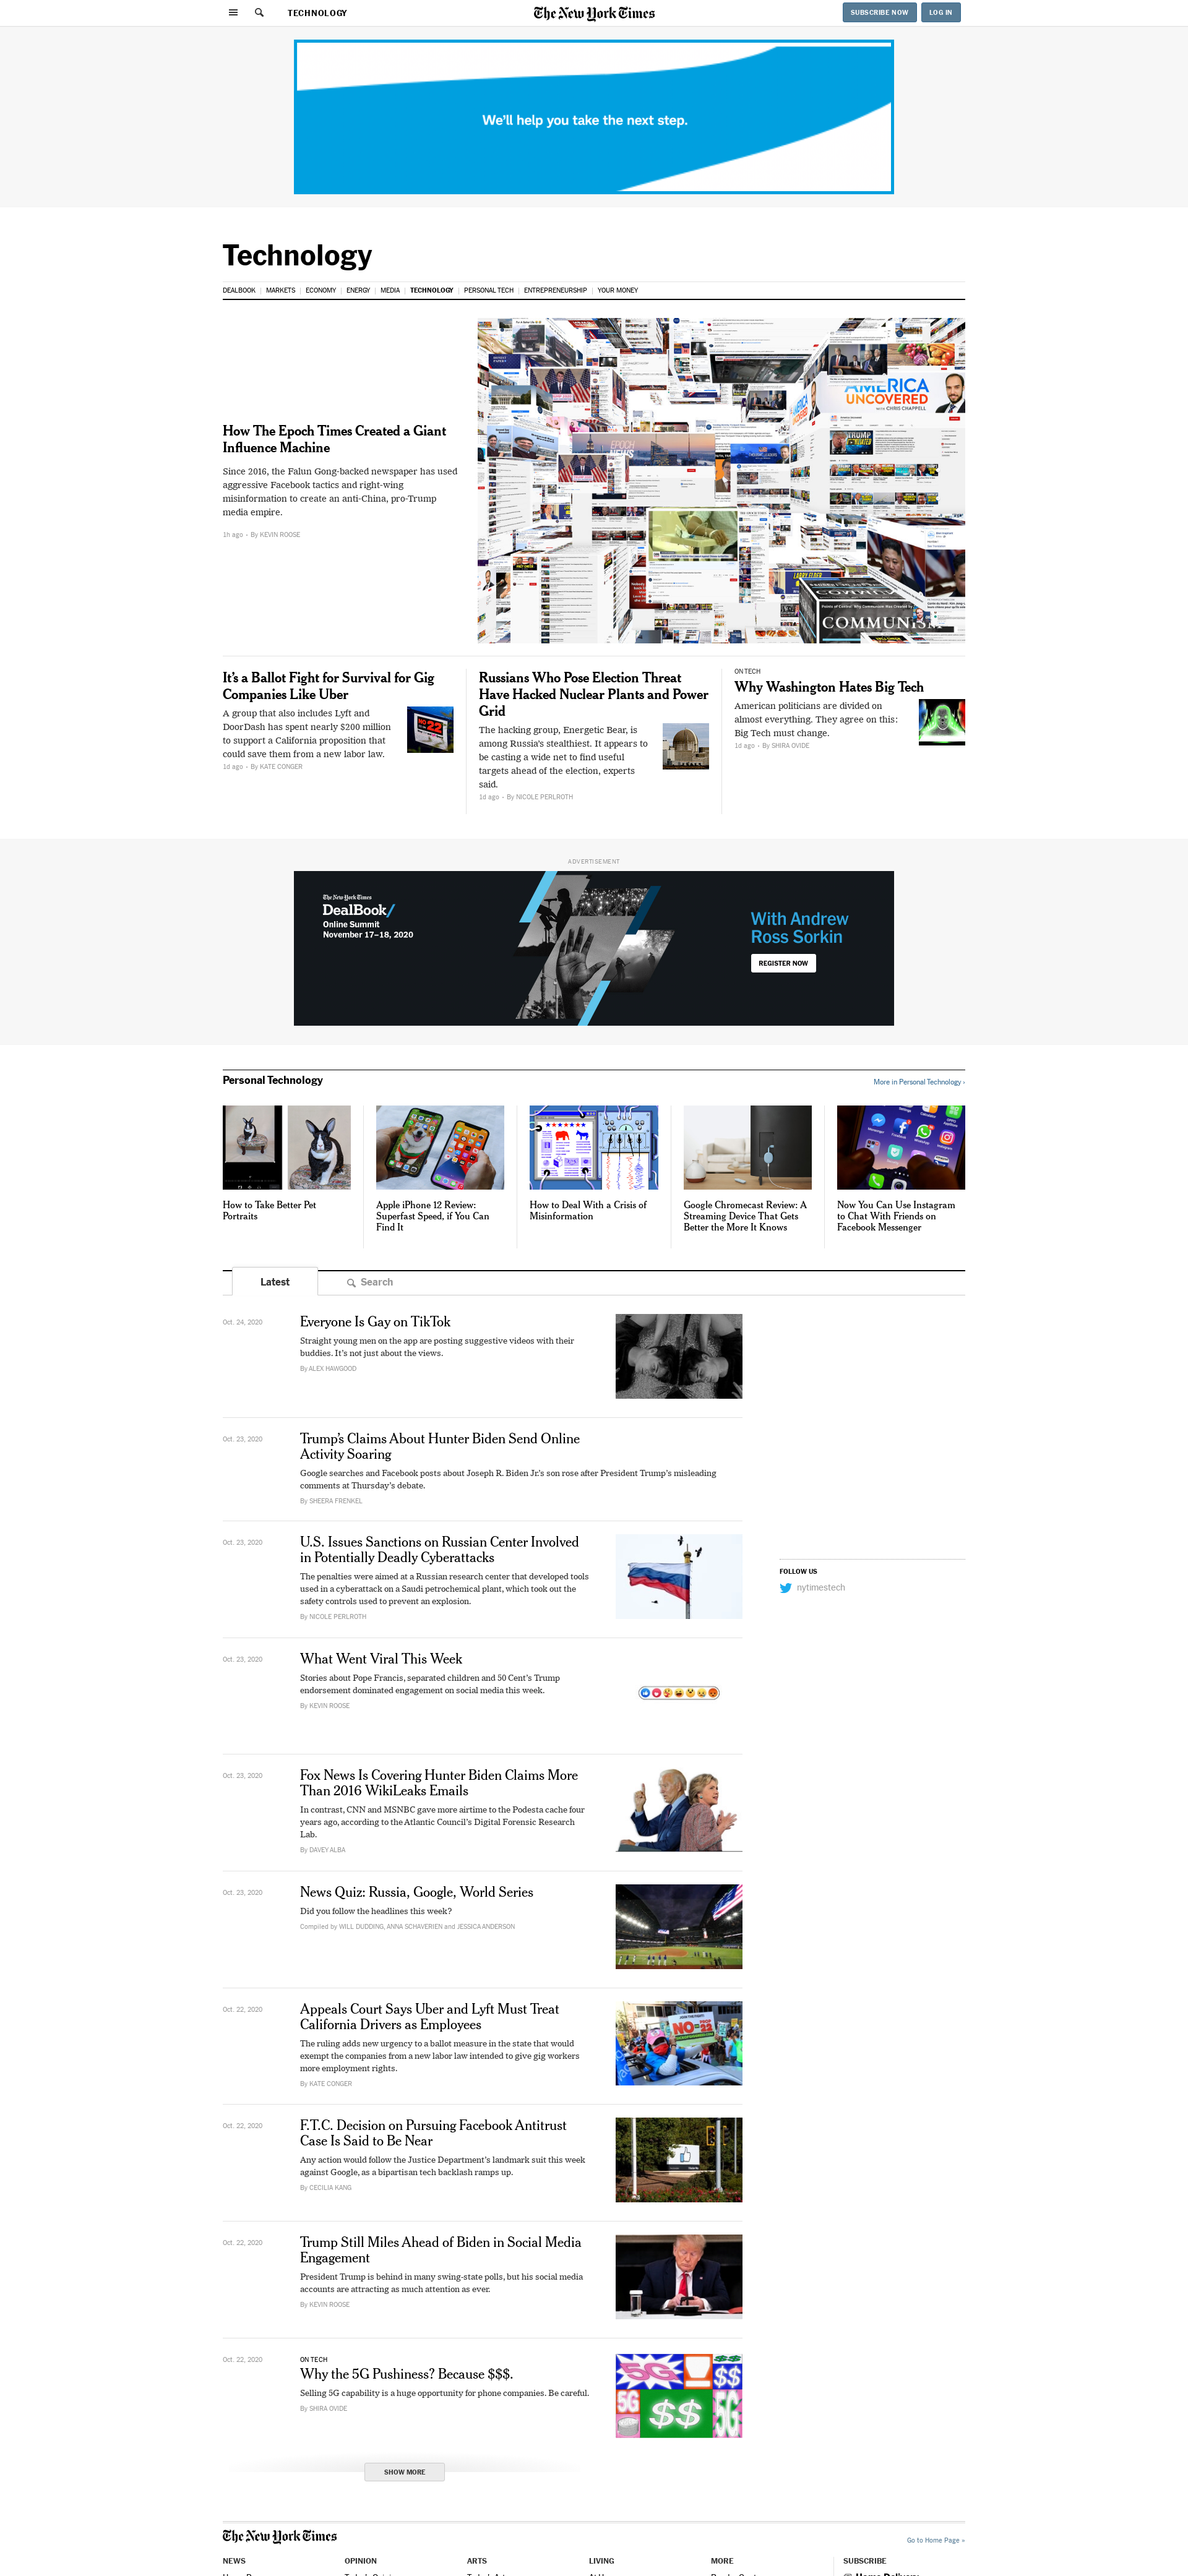 TECHNOLOGY
The New York Times
SUBSCRIBE NOW
LOG IN
We'll help you take the next step.
Technology
DEALBOOK
MARKETS
ECONOMY
ENERGY
MEDIA
TECHNOLOGY
PERSONAL TECH
ENTREPRENEURSHIP
YOUR MONEY
How The Epoch Times Created a Giant
Influence Machine
Since 2016, the Falun Gong-backed newspaper has used
aggressive Facebook tactics and right-wing
misinformation to create an anti-China, pro-Trump
media empire.
1h ago • By KEVIN ROOSE
AMERICA
UNCOVERED
WITH CHRIS CHAPPELL
EPOCH
NEWS
COMMUNISM
It's a Ballot Fight for Survival for Gig
Companies Like Uber
A group that also includes Lyft and
DoorDash has spent nearly $200 million
to support a California proposition that
could save them from a new labor law.
1d ago • By KATE CONGER
Russians Who Pose Election Threat
Have Hacked Nuclear Plants and Power
Grid
The hacking group, Energetic Bear, is
among Russia's stealthiest. It appears to
be casting a wide net to find useful
targets ahead of the election, experts
said.
1d ago • By NICOLE PERLROTH
ON TECH
Why Washington Hates Big Tech
American politicians are divided on
almost everything. They agree on this:
Big Tech must change.
1d ago • By SHIRA OVIDE
ADVERTISEMENT
The New York Times
DealBook/
Online Summit
November 17–18, 2020
With Andrew
Ross Sorkin
REGISTER NOW
Personal Technology
More in Personal Technology ›
How to Take Better Pet
Portraits
Apple iPhone 12 Review:
Superfast Speed, if You Can
Find It
How to Deal With a Crisis of
Misinformation
Google Chromecast Review: A
Streaming Device That Gets
Better the More It Knows
Now You Can Use Instagram
to Chat With Friends on
Facebook Messenger
Latest
Search
Oct. 24, 2020
Everyone Is Gay on TikTok
Straight young men on the app are posting suggestive videos with their
buddies. It's not just about the views.
By ALEX HAWGOOD
Oct. 23, 2020
Trump's Claims About Hunter Biden Send Online
Activity Soaring
Google searches and Facebook posts about Joseph R. Biden Jr.'s son rose after President Trump's misleading
comments at Thursday's debate.
By SHEERA FRENKEL
Oct. 23, 2020
U.S. Issues Sanctions on Russian Center Involved
in Potentially Deadly Cyberattacks
The penalties were aimed at a Russian research center that developed tools
used in a cyberattack on a Saudi petrochemical plant, which took out the
safety controls used to prevent an explosion.
By NICOLE PERLROTH
FOLLOW US
nytimestech
Oct. 23, 2020
What Went Viral This Week
Stories about Pope Francis, separated children and 50 Cent's Trump
endorsement dominated engagement on social media this week.
By KEVIN ROOSE
Oct. 23, 2020
Fox News Is Covering Hunter Biden Claims More
Than 2016 WikiLeaks Emails
In contrast, CNN and MSNBC gave more airtime to the Podesta cache four
years ago, according to the Atlantic Council's Digital Forensic Research
Lab.
By DAVEY ALBA
Oct. 23, 2020
News Quiz: Russia, Google, World Series
Did you follow the headlines this week?
Compiled by WILL DUDDING, ANNA SCHAVERIEN and JESSICA ANDERSON
Oct. 22, 2020
Appeals Court Says Uber and Lyft Must Treat
California Drivers as Employees
The ruling adds new urgency to a ballot measure in the state that would
exempt the companies from a new labor law intended to give gig workers
more employment rights.
By KATE CONGER
Oct. 22, 2020
F.T.C. Decision on Pursuing Facebook Antitrust
Case Is Said to Be Near
Any action would follow the Justice Department's landmark suit this week
against Google, as a bipartisan tech backlash ramps up.
By CECILIA KANG
Oct. 22, 2020
Trump Still Miles Ahead of Biden in Social Media
Engagement
President Trump is behind in many swing-state polls, but his social media
accounts are attracting as much attention as ever.
By KEVIN ROOSE
Oct. 22, 2020
ON TECH
Why the 5G Pushiness? Because $$$.
Selling 5G capability is a huge opportunity for phone companies. Be careful.
By SHIRA OVIDE
5G
$$
SHOW MORE
The New York Times
Go to Home Page »
NEWS
OPINION
ARTS
LIVING
MORE
SUBSCRIBE